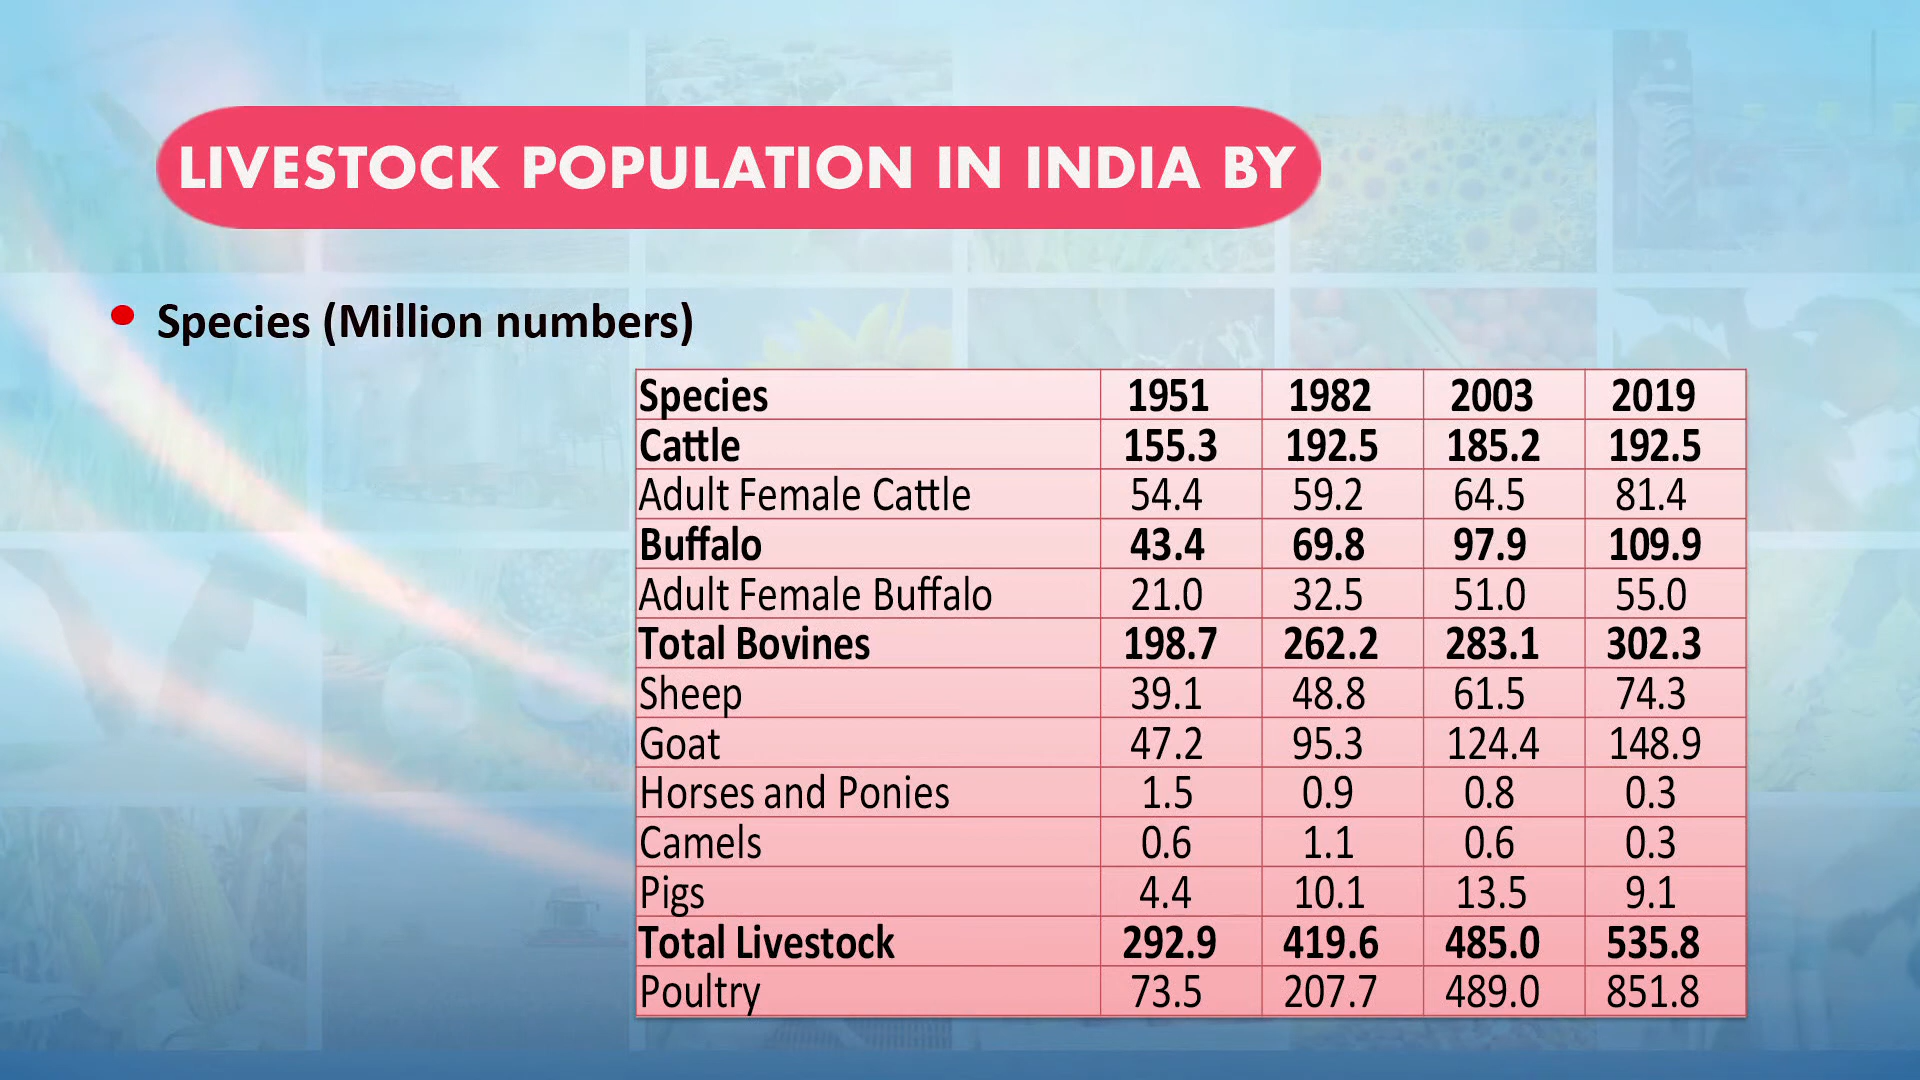 LIVESTOCK POPULATION IN INDIA BY
• Species (Million numbers)
Species 1951 1982 2003 2019
Cattle 155.3 192.5 185.2 192.5
Adult Female Cattle 54.4 59.2 64.5 81.4
Buffalo 43.4 69.8 97.9 109.9
Adult Female Buffalo 21.0 32.5 51.0 55.0
Total Bovines 198.7 262.2 283.1 302.3
Sheep 39.1 48.8 61.5 74.3
Goat 47.2 95.3 124.4 148.9
Horses and Ponies 1.5 0.9 0.8 0.3
Camels 0.6 1.1 0.6 0.3
Pigs 4.4 10.1 13.5 9.1
Total Livestock 292.9 419.6 485.0 535.8
Poultry 73.5 207.7 489.0 851.8